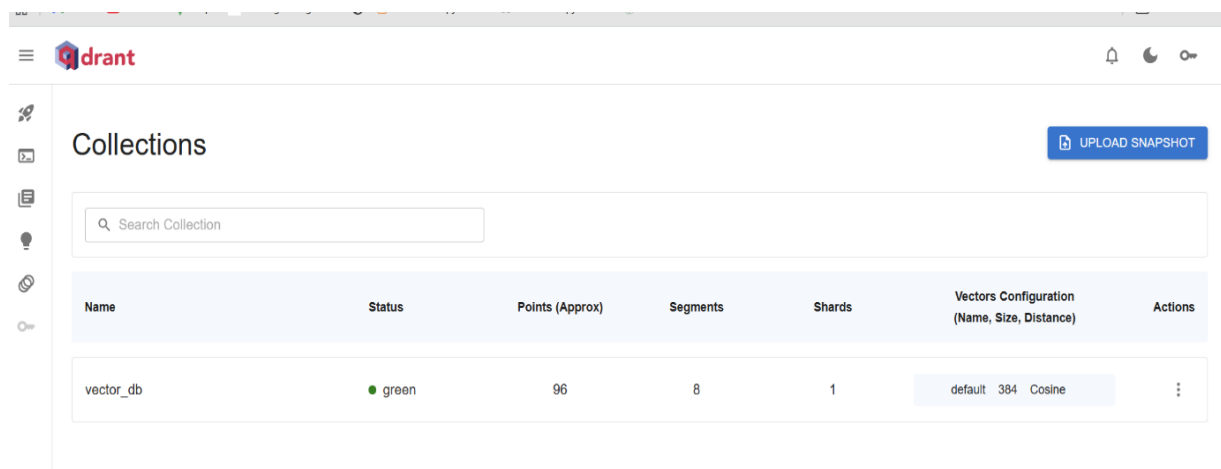 qdrant
Collections
UPLOAD SNAPSHOT
Search Collection
Name Status Points (Approx) Segments Shards Vectors Configuration (Name, Size, Distance) Actions
vector_db green 96 8 1 default 384 Cosine